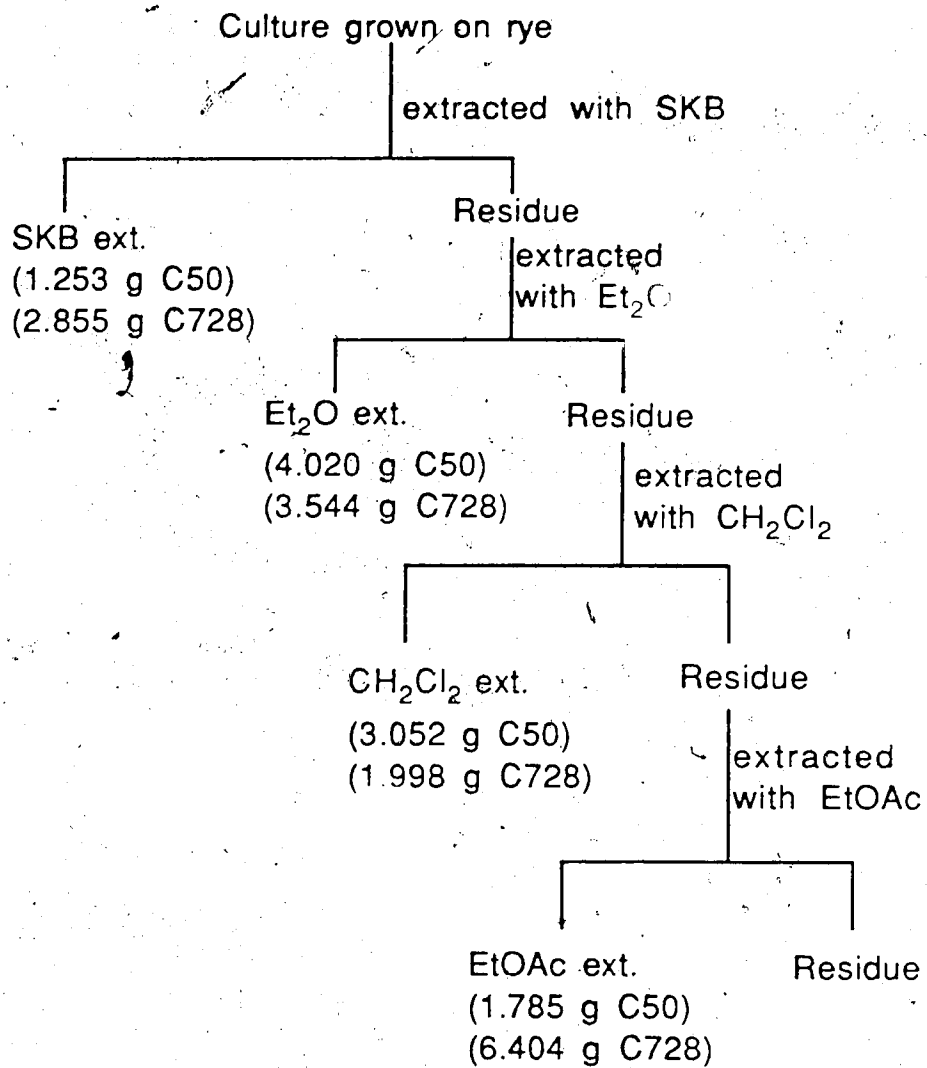 Culture grown on rye
extracted with SKB
SKB ext.
(1.253 g C50)
(2.855 g C728)
Residue
extracted
with Et₂O
Et₂O ext.
(4.020 g C50)
(3.544 g C728)
Residue
extracted
with CH₂Cl₂
CH₂Cl₂ ext.
(3.052 g C50)
(1.998 g C728)
Residue
extracted
with EtOAc
EtOAc ext.
(1.785 g C50)
(6.404 g C728)
Residue